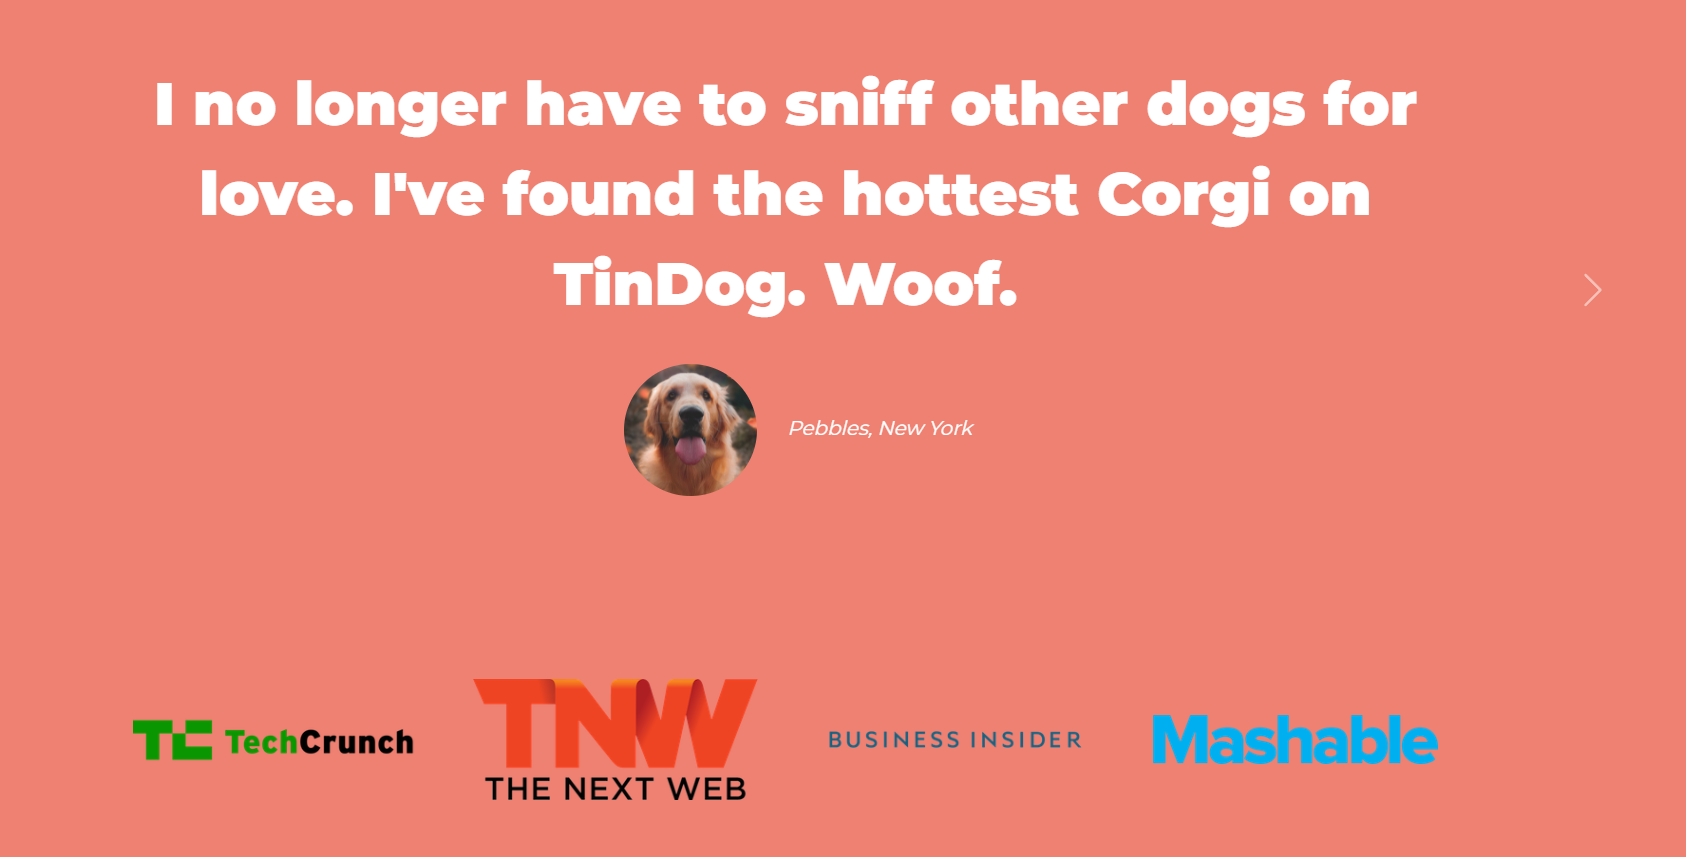 I no longer have to sniff other dogs for
love. I've found the hottest Corgi on
TinDog. Woof.
Pebbles, New York
TC TechCrunch
TNW
THE NEXT WEB
BUSINESS INSIDER
Mashable